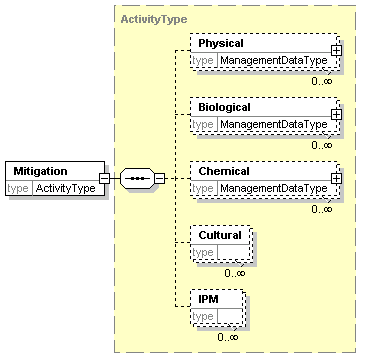 ActivityType
Physical
type ManagementDataType
0..∞
Biological
type ManagementDataType
0..∞
Mitigation
type ActivityType
Chemical
type ManagementDataType
0..∞
Cultural
type
0..∞
IPM
type
0..∞